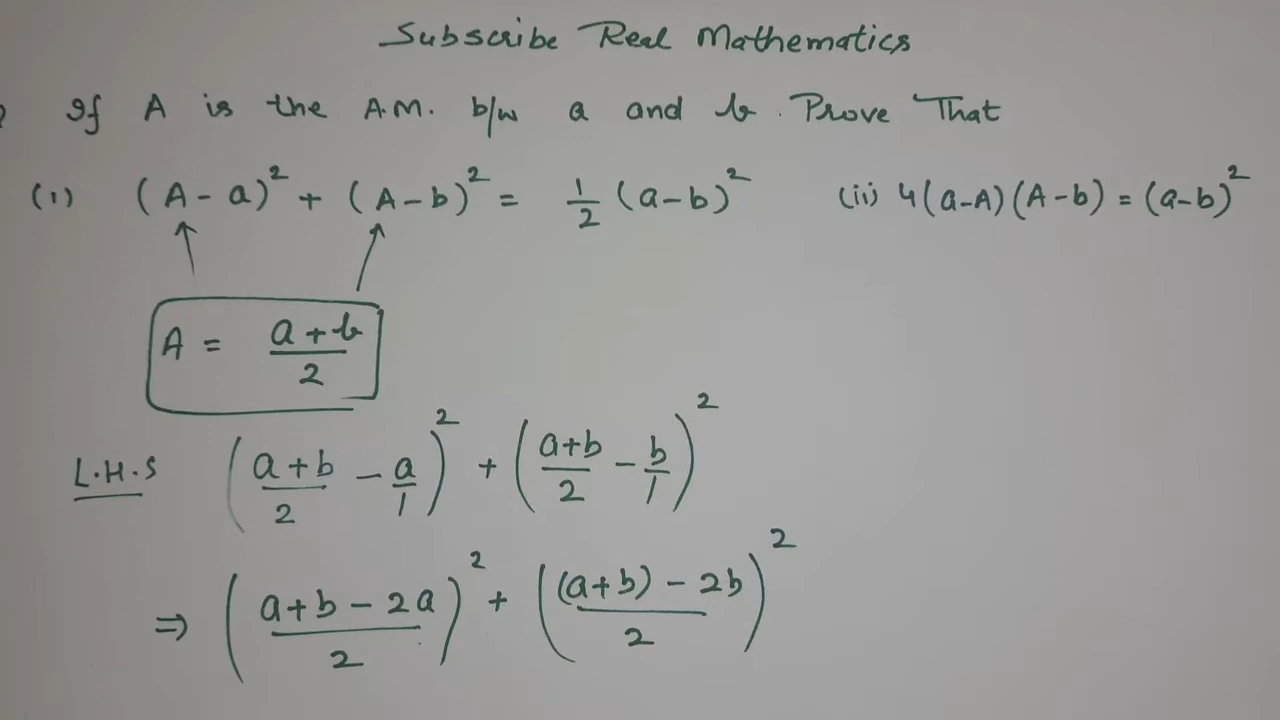 Subscribe Real Mathematics
If A is the A.M. b/w a and b. Prove That
(i) (A - a)² + (A - b)² = 1/2 (a - b)² (ii) 4(a-A)(A-b) = (a-b)²
A = (a+b)/2
L.H.S ((a+b)/2 - a/1)² + ((a+b)/2 - b/1)²
⇒ ((a+b-2a)/2)² + (((a+b)-2b)/2)²